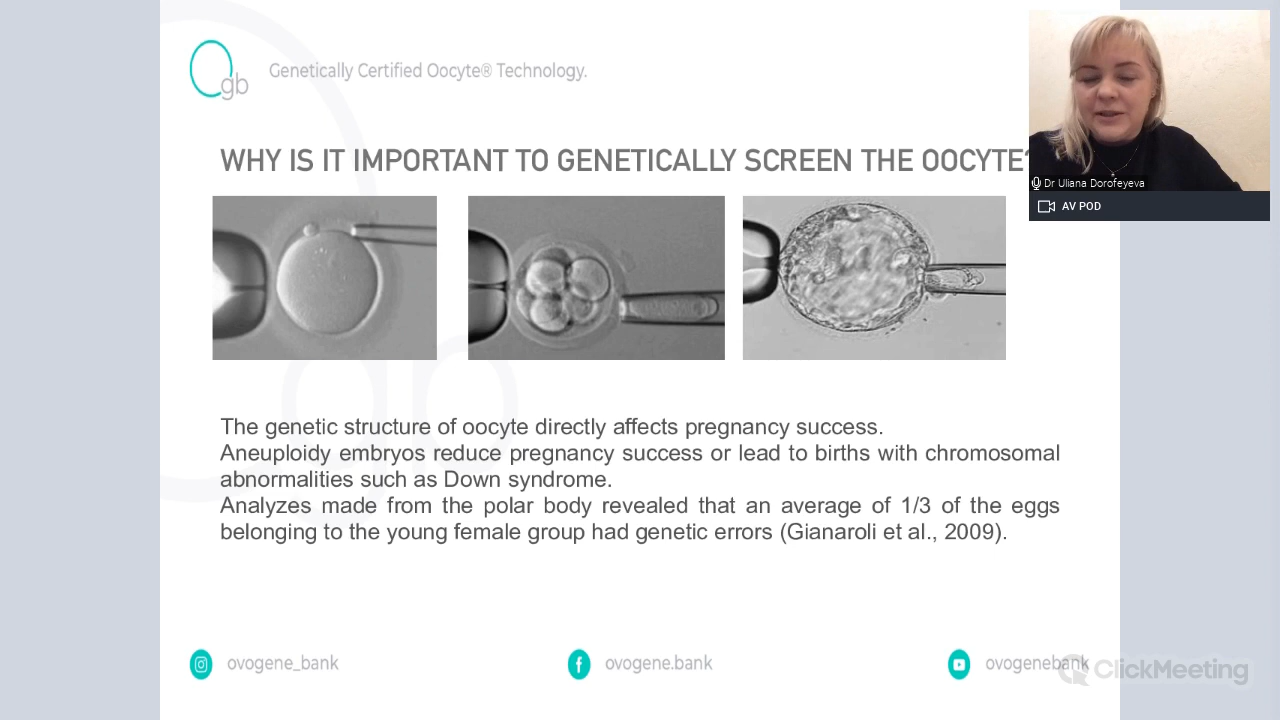 gb
Genetically Certified Oocyte® Technology.
WHY IS IT IMPORTANT TO GENETICALLY SCREEN THE OOCYTE?
Dr Uliana Dorofeyeva
AV POD
The genetic structure of oocyte directly affects pregnancy success.
Aneuploidy embryos reduce pregnancy success or lead to births with chromosomal
abnormalities such as Down syndrome.
Analyzes made from the polar body revealed that an average of 1/3 of the eggs
belonging to the young female group had genetic errors (Gianaroli et al., 2009).
ovogene_bank
ovogene.bank
ovogenebank
ClickMeeting